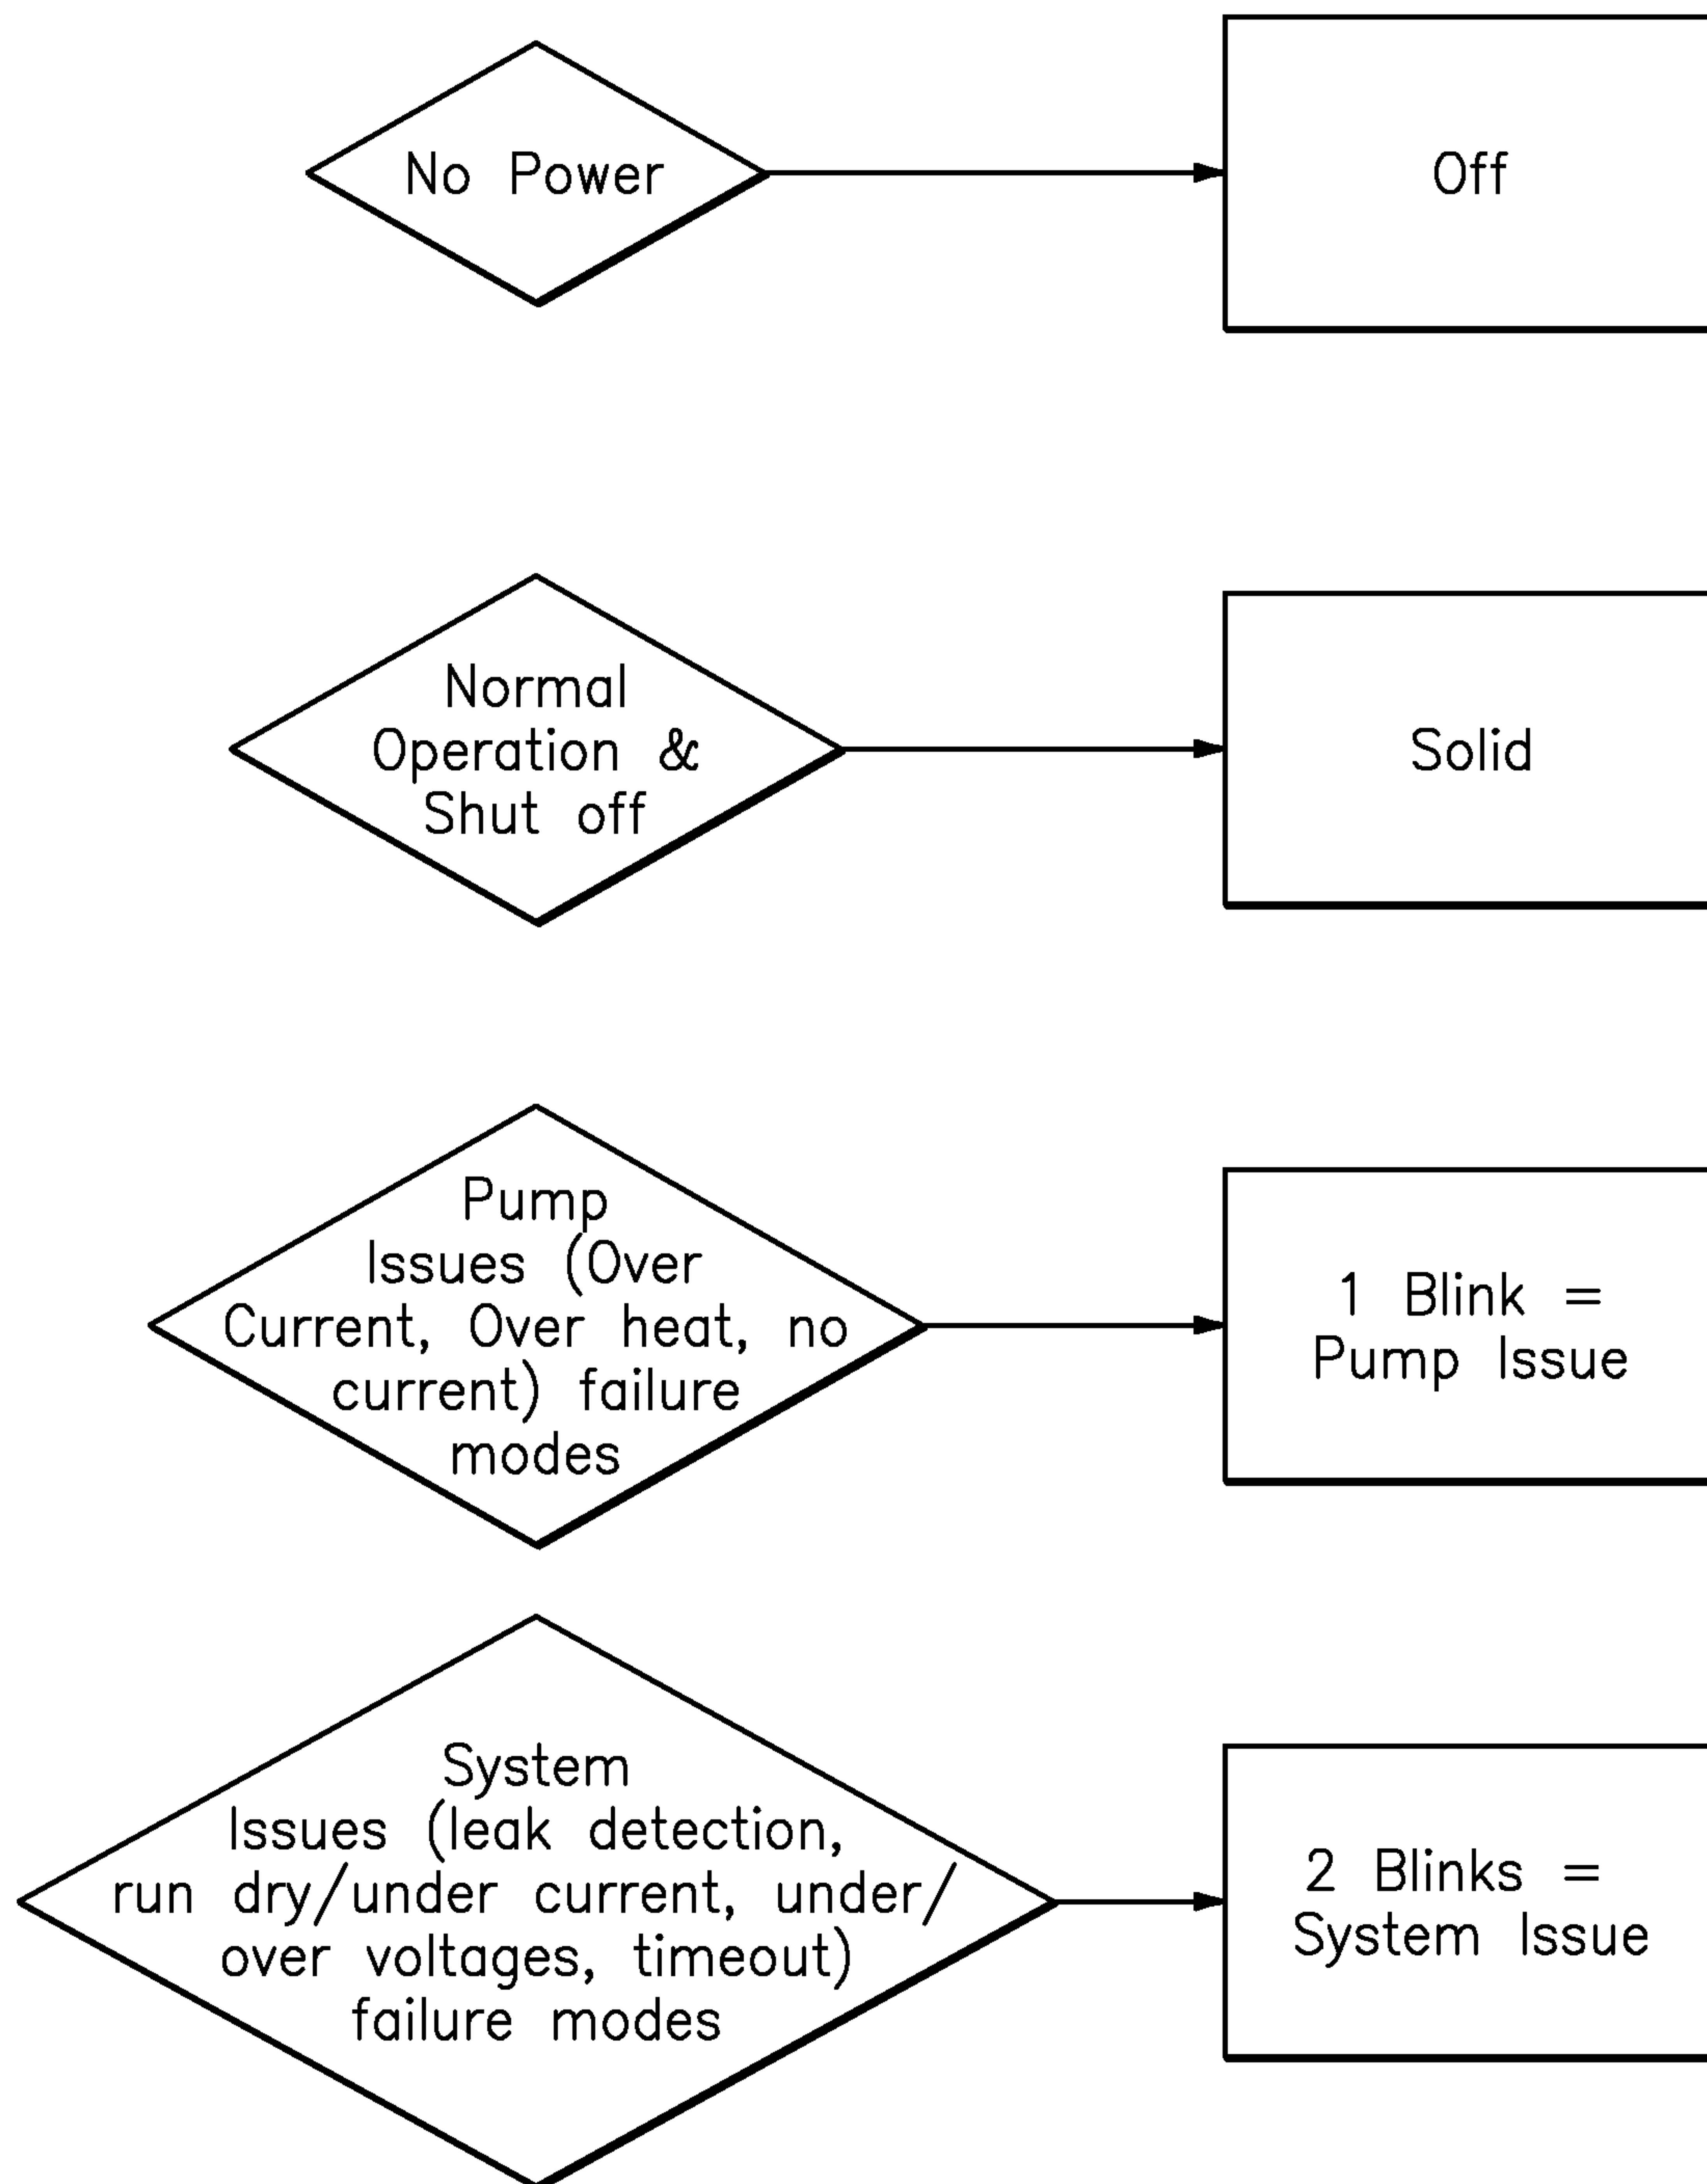 No Power
Off
Normal
Operation &
Shut off
Solid
Pump
Issues (Over
Current, Over heat, no
current) failure
modes
1 Blink =
Pump Issue
System
Issues (leak detection,
run dry/under current, under/
over voltages, timeout)
failure modes
2 Blinks =
System Issue